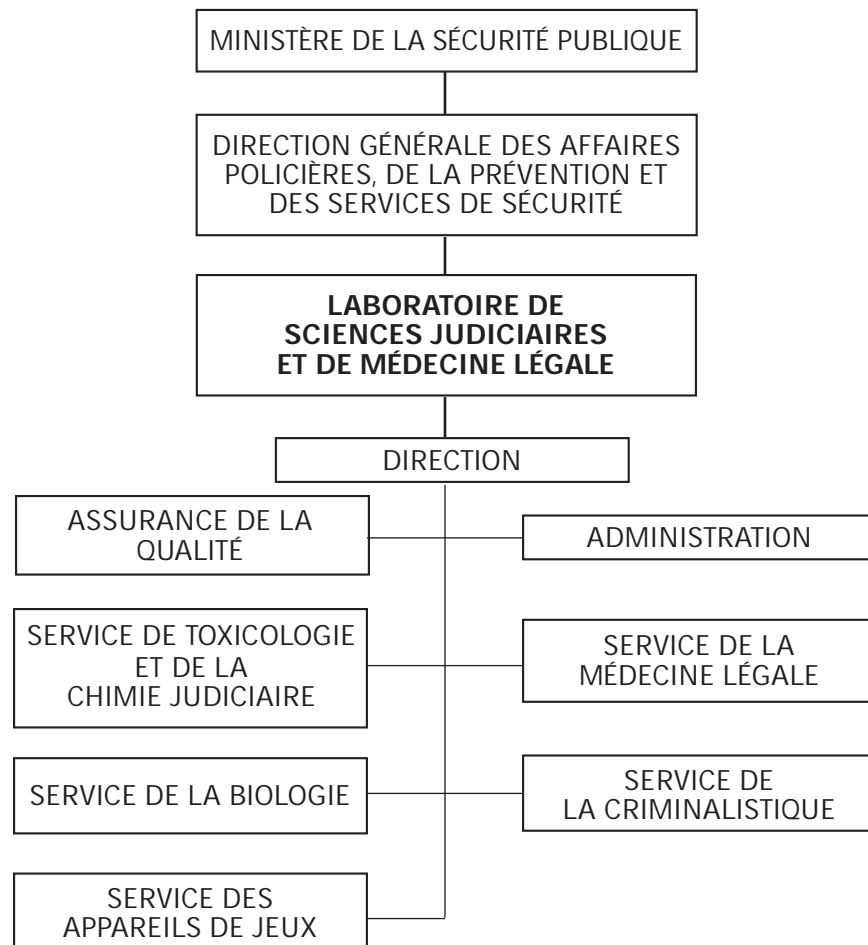 MINISTÈRE DE LA SÉCURITÉ PUBLIQUE
DIRECTION GÉNÉRALE DES AFFAIRES
POLICIÈRES, DE LA PRÉVENTION ET
DES SERVICES DE SÉCURITÉ
LABORATOIRE DE
SCIENCES JUDICIAIRES
ET DE MÉDECINE LÉGALE
DIRECTION
ASSURANCE DE LA
QUALITÉ
ADMINISTRATION
SERVICE DE TOXICOLOGIE
ET DE LA
CHIMIE JUDICIAIRE
SERVICE DE LA
MÉDECINE LÉGALE
SERVICE DE LA BIOLOGIE
SERVICE DE
LA CRIMINALISTIQUE
SERVICE DES
APPAREILS DE JEUX